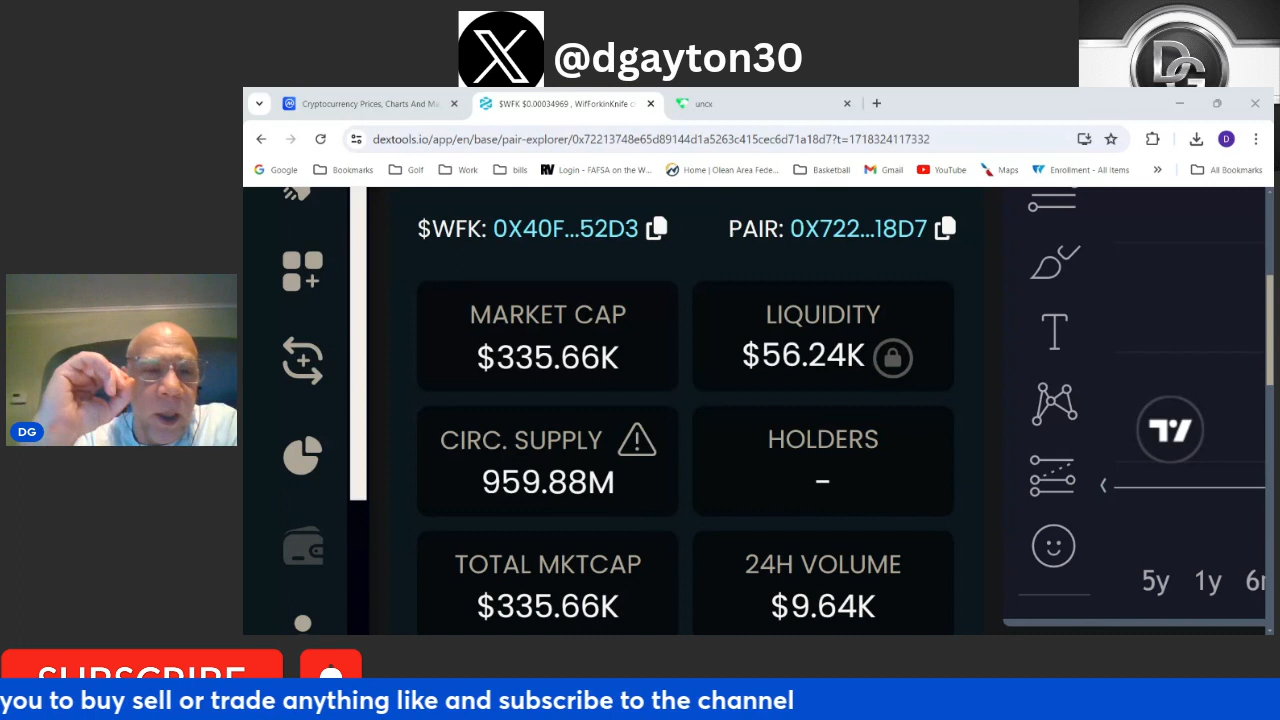 @dgayton30
DG
Cryptocurrency Prices, Charts And Ma
$WFK $0.00034969 , WifForkinKnife c
uncx
dextools.io/app/en/base/pair-explorer/0x72213748e65d89144d1a5263c415cec6d71a18d7?t=1718324117332
D
Google
Bookmarks
Golf
Work
bills
RV
Login - FAFSA on the W...
Home | Olean Area Fede...
Basketball
Gmail
YouTube
Maps
Enrollment - All Items
All Bookmarks
$WFK: 0X40F...52D3
PAIR: 0X722...18D7
MARKET CAP
$335.66K
LIQUIDITY
$56.24K
CIRC. SUPPLY
959.88M
HOLDERS
-
TOTAL MKTCAP
$335.66K
24H VOLUME
$9.64K
T
5y 1y
DG
SUBSCRIBE
you to buy sell or trade anything like and subscribe to the channel